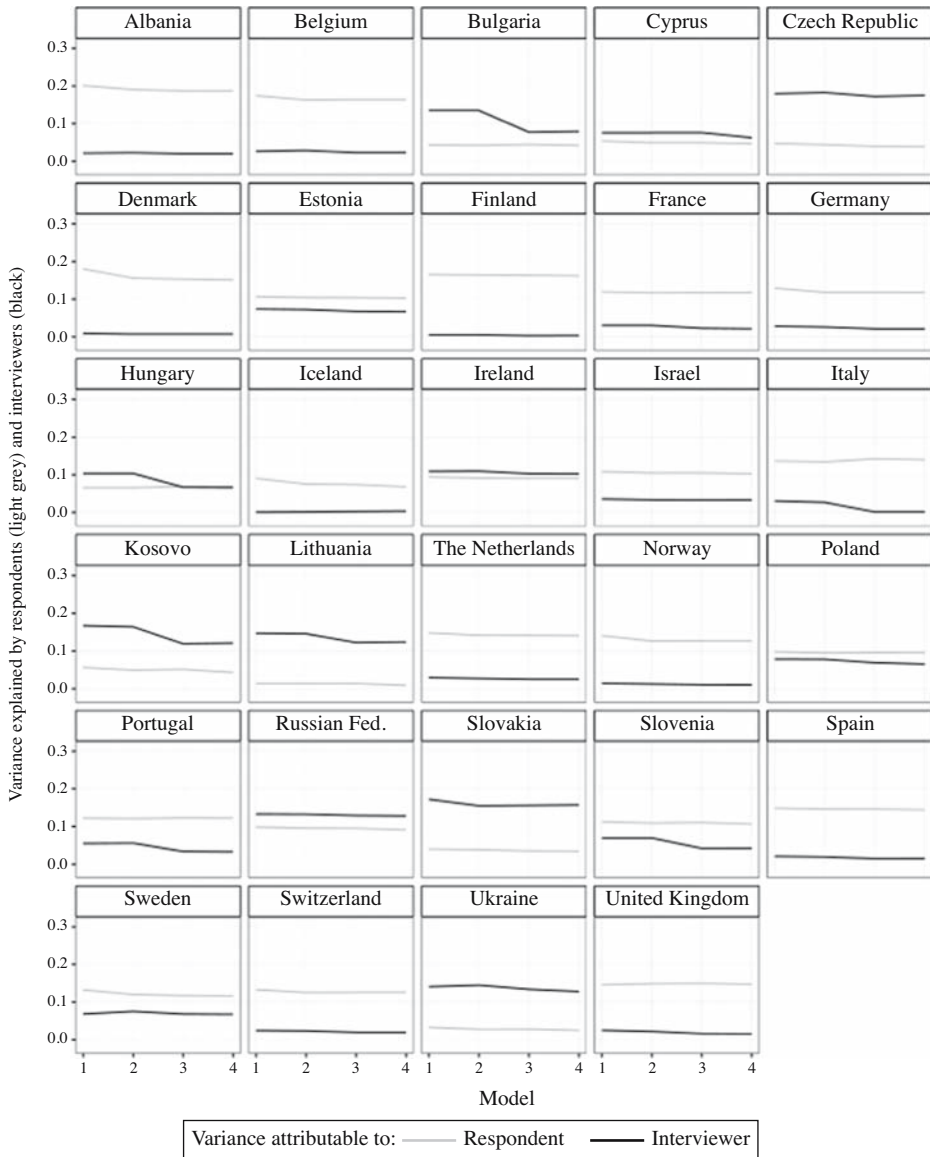 Albania Belgium Bulgaria Cyprus Czech Republic
0.3
0.2
0.1
0.0
Denmark Estonia Finland France Germany
0.3
0.2
0.1
0.0
Hungary Iceland Ireland Israel Italy
0.3
0.2
0.1
0.0
Kosovo Lithuania The Netherlands Norway Poland
0.3
0.2
0.1
0.0
Portugal Russian Fed. Slovakia Slovenia Spain
0.3
0.2
0.1
0.0
Sweden Switzerland Ukraine United Kingdom
0.3
0.2
0.1
0.0
1 2 3 4 1 2 3 4 1 2 3 4 1 2 3 4
Variance explained by respondents (light grey) and interviewers (black)
Model
Variance attributable to: Respondent Interviewer